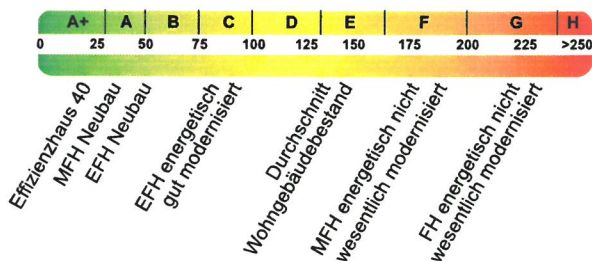 A+ A B C D E F G H
0 25 50 75 100 125 150 175 200 225 >250
Effizienzhaus 40
MFH Neubau
EFH Neubau
EFH energetisch
gut modernisiert
Durchschnitt
Wohngebäudebestand
MFH energetisch nicht
wesentlich modernisiert
FH energetisch nicht
wesentlich modernisiert